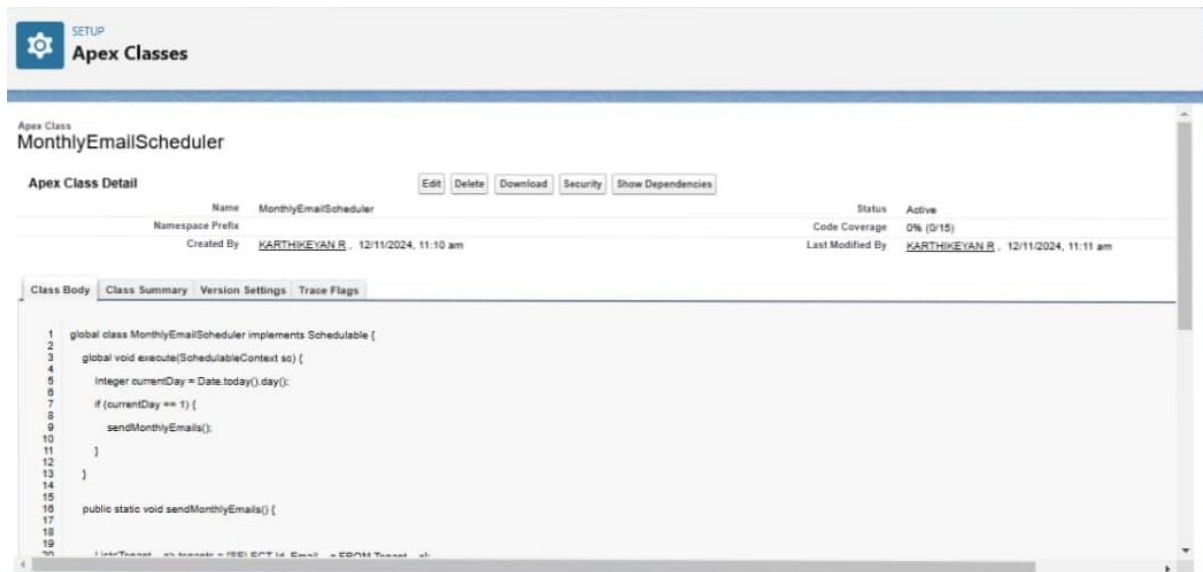 SETUP
Apex Classes
Apex Class
MonthlyEmailScheduler
Apex Class Detail
Edit Delete Download Security Show Dependencies
Name MonthlyEmailScheduler Status Active
Namespace Prefix Code Coverage 0% (0/15)
Created By KARTHIKEYAN R , 12/11/2024, 11:10 am Last Modified By KARTHIKEYAN R , 12/11/2024, 11:11 am
Class Body Class Summary Version Settings Trace Flags
1 global class MonthlyEmailScheduler implements Schedulable {
2
3 global void execute(SchedulableContext sc) {
4
5 Integer currentDay = Date.today().day();
6
7 if (currentDay == 1) {
8
9 sendMonthlyEmails();
10
11 }
12
13 }
14
15
16 public static void sendMonthlyEmails() {
17
18
19
20